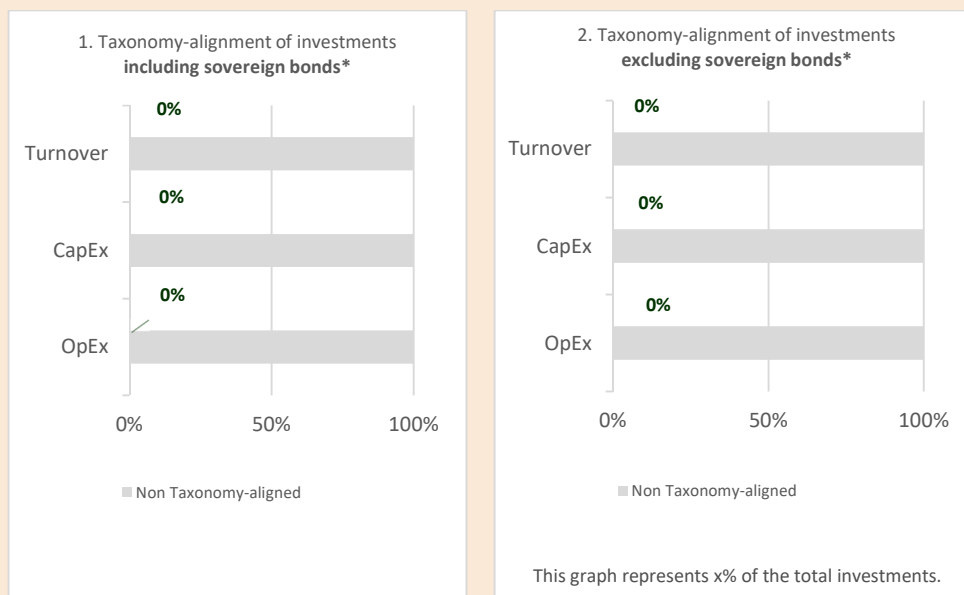 1. Taxonomy-alignment of investments
including sovereign bonds*
0%
Turnover
0%
CapEx
0%
OpEx
0% 50% 100%
Non Taxonomy-aligned
2. Taxonomy-alignment of investments
excluding sovereign bonds*
0%
Turnover
0%
CapEx
0%
OpEx
0% 50% 100%
Non Taxonomy-aligned
This graph represents x% of the total investments.